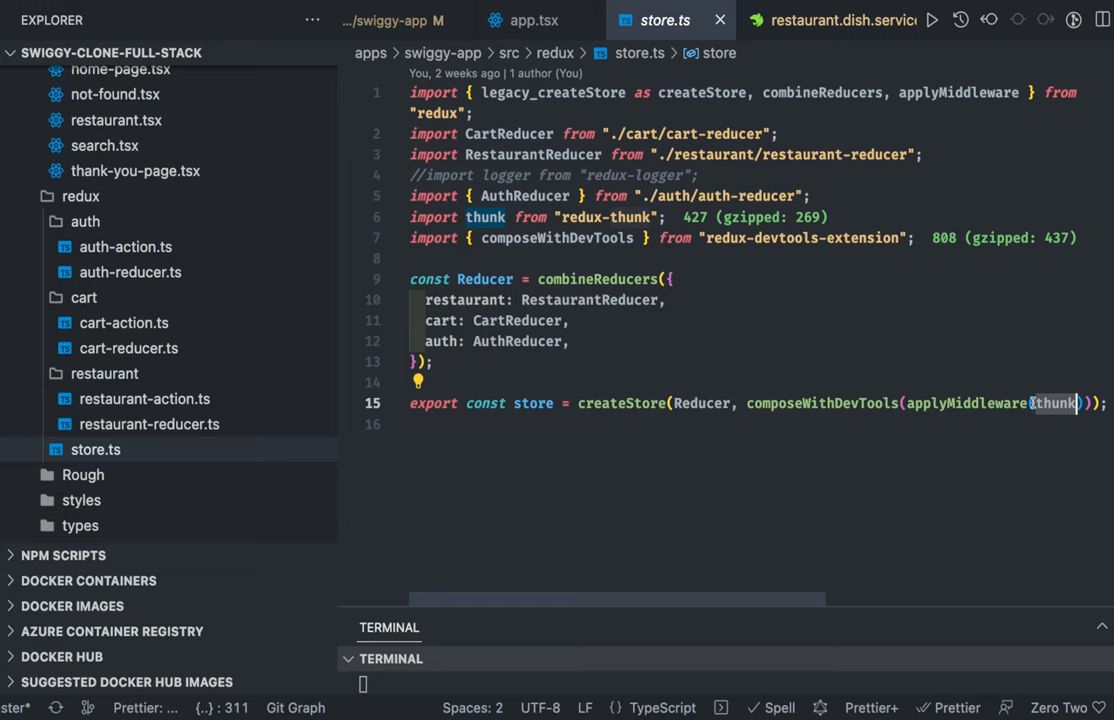 EXPLORER
SWIGGY-CLONE-FULL-STACK
home-page.tsx
not-found.tsx
restaurant.tsx
search.tsx
thank-you-page.tsx
redux
auth
auth-action.ts
auth-reducer.ts
cart
cart-action.ts
cart-reducer.ts
restaurant
restaurant-action.ts
restaurant-reducer.ts
store.ts
Rough
styles
types
NPM SCRIPTS
DOCKER CONTAINERS
DOCKER IMAGES
AZURE CONTAINER REGISTRY
DOCKER HUB
SUGGESTED DOCKER HUB IMAGES
.../swiggy-app M app.tsx store.ts restaurant.dish.service
apps > swiggy-app > src > redux > store.ts > store
You, 2 weeks ago | 1 author (You)
1 import { legacy_createStore as createStore, combineReducers, applyMiddleware } from
"redux";
2 import CartReducer from "./cart/cart-reducer";
3 import RestaurantReducer from "./restaurant/restaurant-reducer";
4 //import logger from "redux-logger";
5 import { AuthReducer } from "./auth/auth-reducer";
6 import thunk from "redux-thunk"; 427 (gzipped: 269)
7 import { composeWithDevTools } from "redux-devtools-extension"; 808 (gzipped: 437)
8
9 const Reducer = combineReducers({
10 restaurant: RestaurantReducer,
11 cart: CartReducer,
12 auth: AuthReducer,
13 });
14
15 export const store = createStore(Reducer, composeWithDevTools(applyMiddleware(thunk)));
16
TERMINAL
TERMINAL
ster* Prettier: ... {..} : 311 Git Graph Spaces: 2 UTF-8 LF {} TypeScript Spell Prettier+ Prettier Zero Two